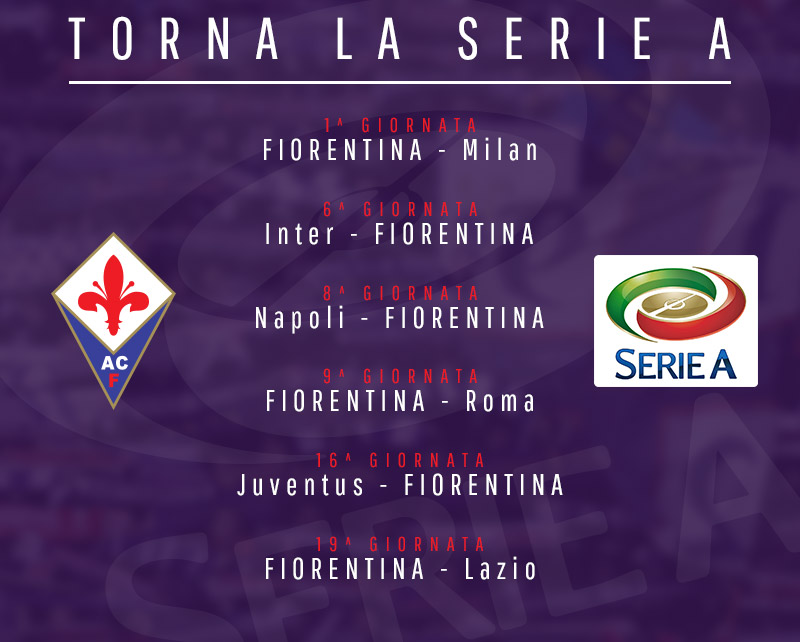 TORNA LA SERIE A
1^ GIORNATA
FIORENTINA - Milan
6^ GIORNATA
Inter - FIORENTINA
8^ GIORNATA
Napoli - FIORENTINA
9^ GIORNATA
FIORENTINA - Roma
16^ GIORNATA
Juventus - FIORENTINA
19^ GIORNATA
FIORENTINA - Lazio
AC
F
SERIE A
SERIE A